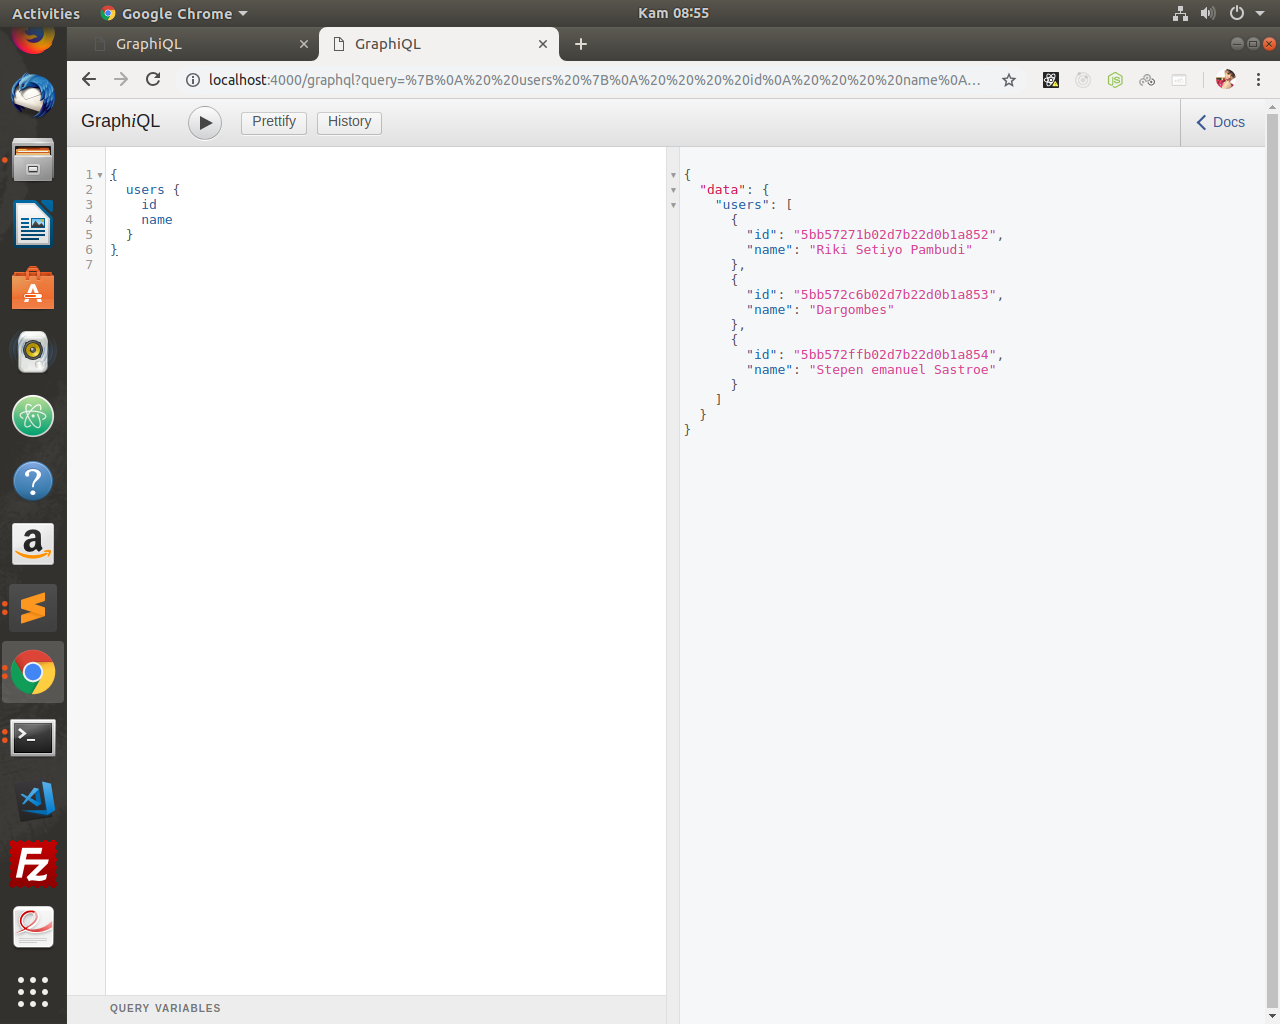 Activities
Google Chrome
Kam 08:55
GraphiQL
GraphiQL
localhost:4000/graphql?query=%7B%0A%20%20users%20%7B%0A%20%20%20%20id%0A%20%20%20%20name%0A…
GraphiQL
Prettify
History
Docs
1 {
2 users {
3 id
4 name
5 }
6 }
7
{
"data": {
"users": [
{
"id": "5bb57271b02d7b22d0b1a852",
"name": "Riki Setiyo Pambudi"
},
{
"id": "5bb572c6b02d7b22d0b1a853",
"name": "Dargombes"
},
{
"id": "5bb572ffb02d7b22d0b1a854",
"name": "Stepen emanuel Sastroe"
}
]
}
}
QUERY VARIABLES